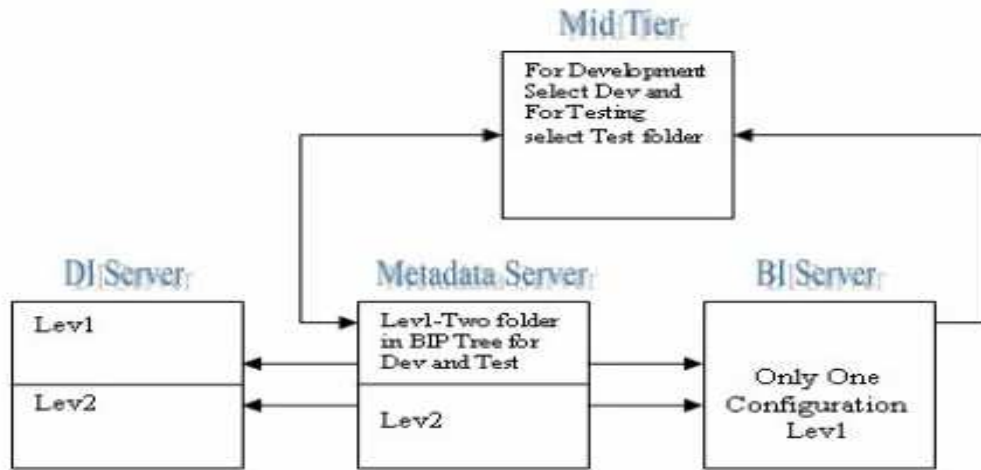 Mid Tier
For Development
Select Dev and
For Testing
select Test folder
DI Server
Metadata Server
BI Server
Lev1
Lev2
Lev1-Two folder
in BIP Tree for
Dev and Test
Lev2
Only One
Configuration
Lev1